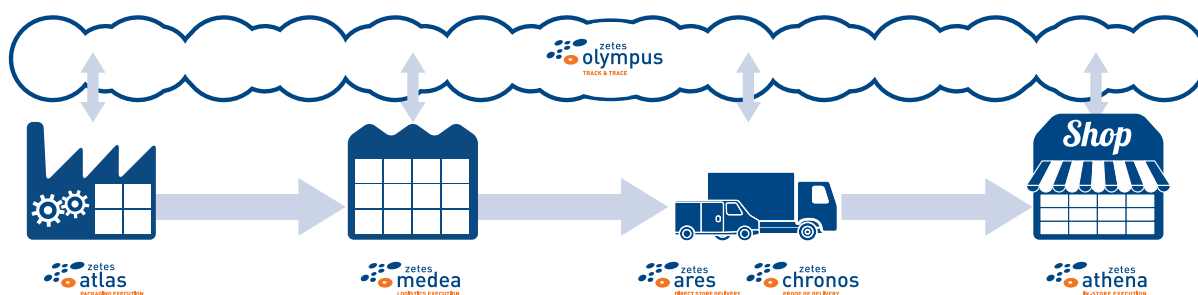 zetes
olympus
TRACK & TRACE
Shop
zetes
atlas
PACKAGING EXECUTION
zetes
medea
LOGISTICS EXECUTION
zetes
ares
DIRECT STORE DELIVERY
zetes
chronos
PROOF OF DELIVERY
zetes
athena
IN-STORE EXECUTION